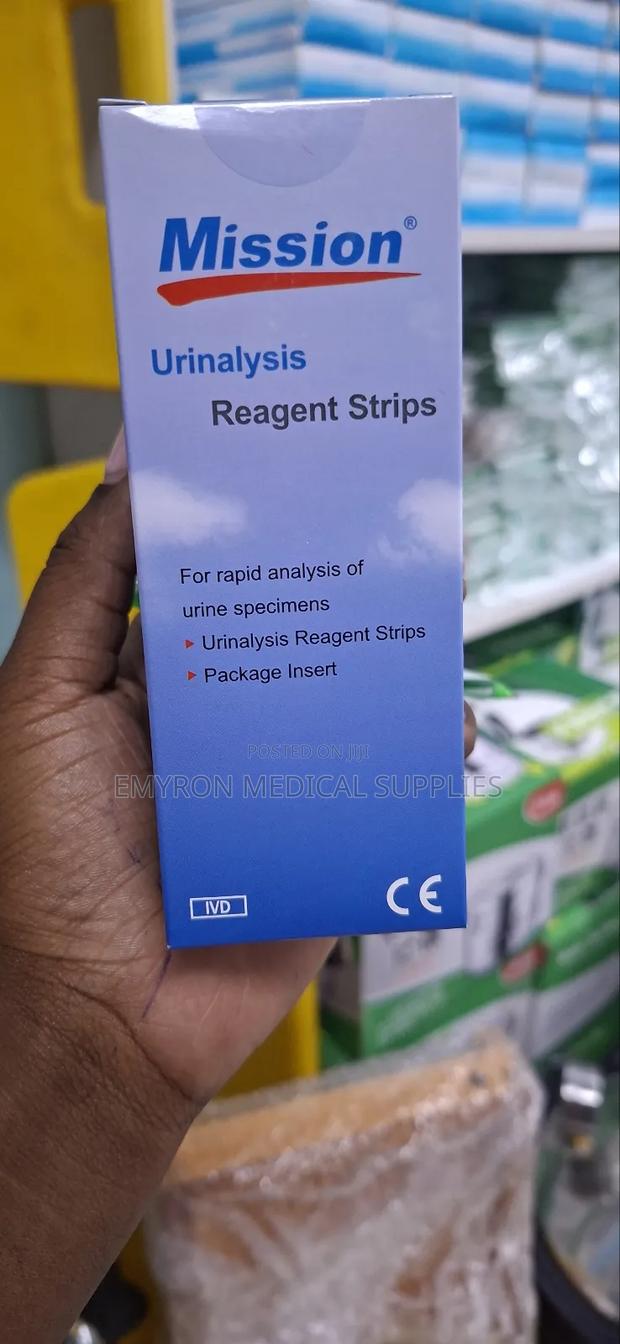 Mission®
Urinalysis
Reagent Strips
For rapid analysis of
urine specimens
▸ Urinalysis Reagent Strips
▸ Package Insert
POSTED ON JIJI
EMYRON MEDICAL SUPPLIES
IVD
CE